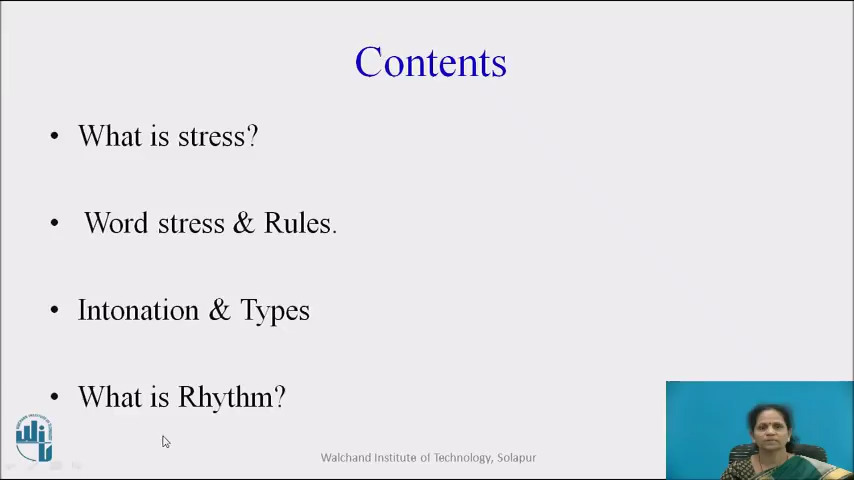 Contents
• What is stress?
• Word stress & Rules.
• Intonation & Types
• What is Rhythm?
Walchand Institute of Technology, Solapur